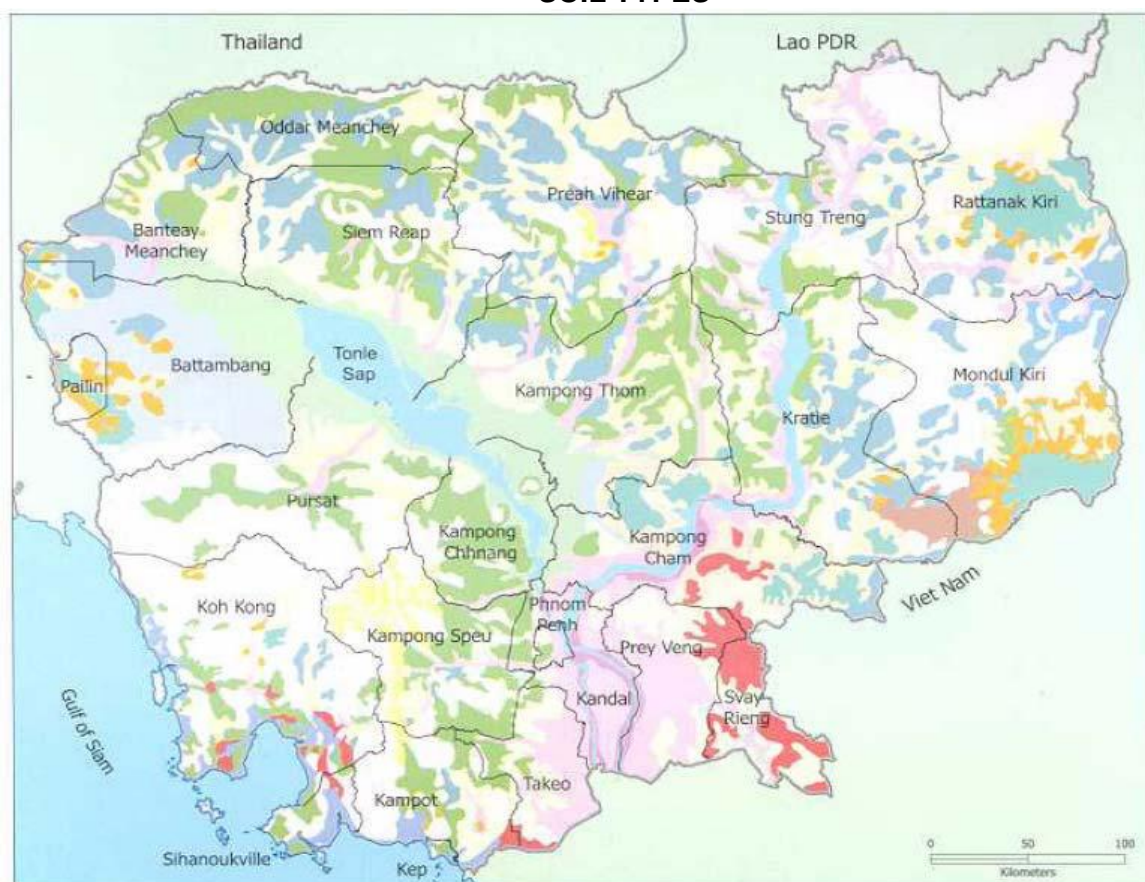 Thailand
Lao PDR
Oddar Meanchey
Preah Vihear
Rattanak Kiri
Stung Treng
Banteay
Meanchey
Siem Reap
Tonle
Sap
Battambang
Pailin
Kampong Thom
Mondul Kiri
Kratie
Pursat
Kampong
Chhnang
Kampong
Cham
Viet Nam
Koh Kong
Phnom
Penh
Kampong Speu
Prey Veng
Kandal
Svay
Rieng
Gulf of Siam
Takeo
Kampot
Sihanoukville
Kep
0 50 100
Kilometers